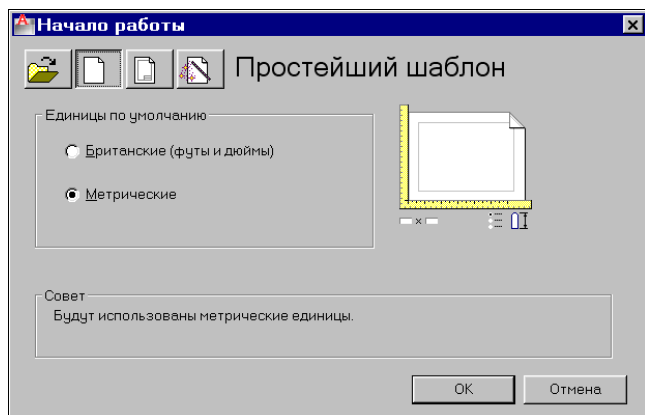 Начало работы
Простейший шаблон
Единицы по умолчанию
Британские (футы и дюймы)
Метрические
Совет
Будут использованы метрические единицы.
OK
Отмена